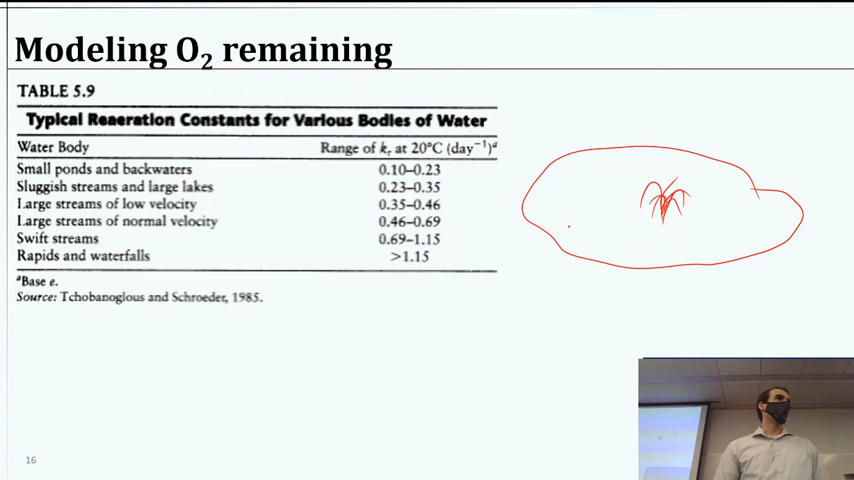 Modeling O₂ remaining
TABLE 5.9
Typical Reaeration Constants for Various Bodies of Water
Water Body Range of kᵣ at 20°C (day⁻¹)ᵃ
Small ponds and backwaters 0.10–0.23
Sluggish streams and large lakes 0.23–0.35
Large streams of low velocity 0.35–0.46
Large streams of normal velocity 0.46–0.69
Swift streams 0.69–1.15
Rapids and waterfalls >1.15
ᵃBase e.
Source: Tchobanoglous and Schroeder, 1985.
16